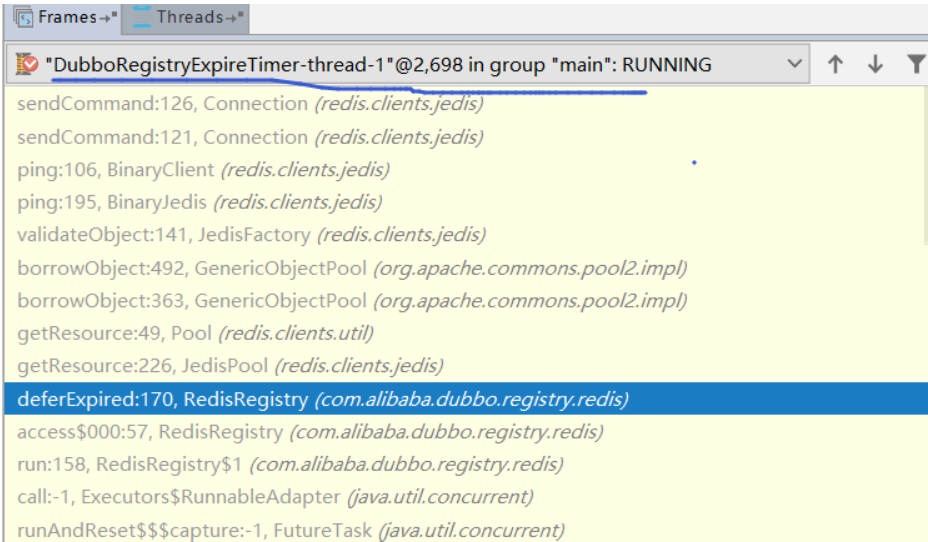 Frames Threads
"DubboRegistryExpireTimer-thread-1"@2,698 in group "main": RUNNING
sendCommand:126, Connection (redis.clients.jedis)
sendCommand:121, Connection (redis.clients.jedis)
ping:106, BinaryClient (redis.clients.jedis)
ping:195, BinaryJedis (redis.clients.jedis)
validateObject:141, JedisFactory (redis.clients.jedis)
borrowObject:492, GenericObjectPool (org.apache.commons.pool2.impl)
borrowObject:363, GenericObjectPool (org.apache.commons.pool2.impl)
getResource:49, Pool (redis.clients.util)
getResource:226, JedisPool (redis.clients.jedis)
deferExpired:170, RedisRegistry (com.alibaba.dubbo.registry.redis)
access$000:57, RedisRegistry (com.alibaba.dubbo.registry.redis)
run:158, RedisRegistry$1 (com.alibaba.dubbo.registry.redis)
call:-1, Executors$RunnableAdapter (java.util.concurrent)
runAndReset$$$capture:-1, FutureTask (java.util.concurrent)